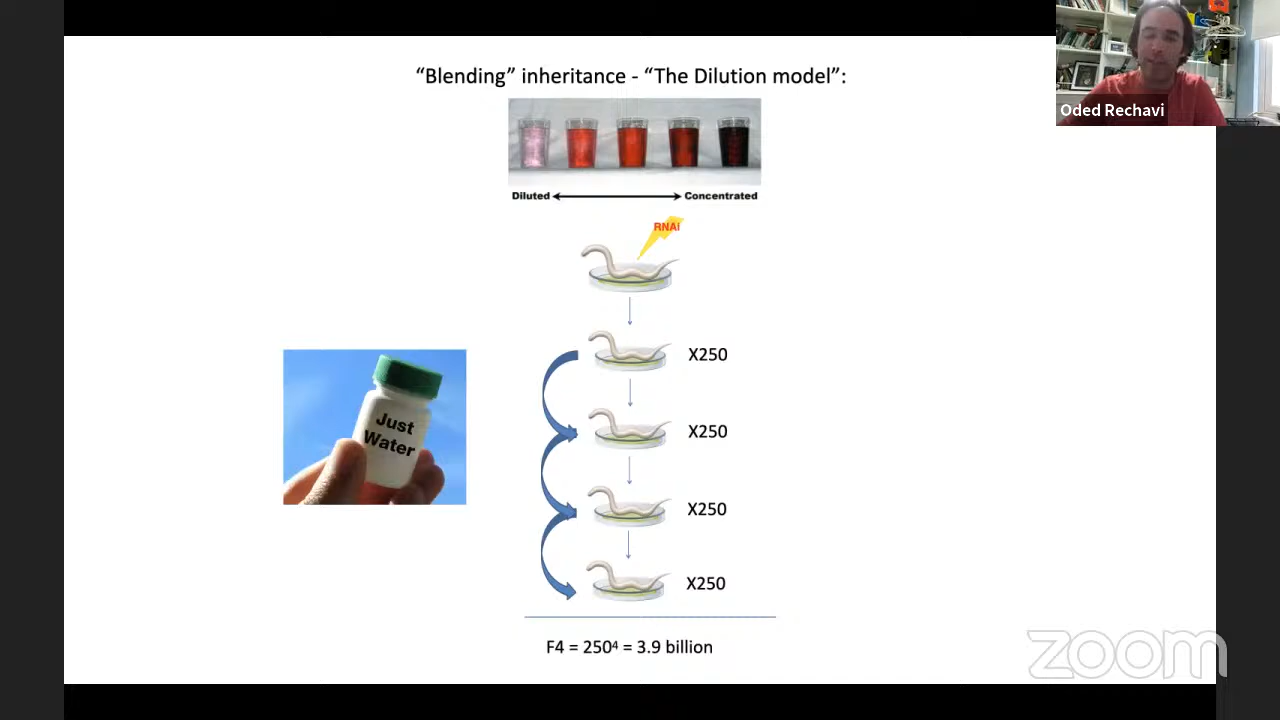 "Blending" inheritance - "The Dilution model":
Oded Rechavi
Diluted
Concentrated
RNAi
X250
Just
Water
X250
X250
X250
F4 = 250⁴ = 3.9 billion
zoom